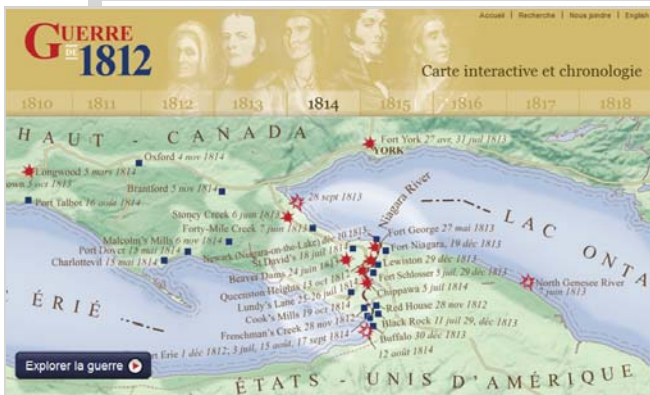 Accueil | Recherche | Nous joindre | English
GUERRE
DE
1812
Carte interactive et chronologie
1810 1811 1812 1813 1814 1815 1816 1817 1818
HAUT - CANADA
Fort York 27 avr, 31 juil 1813
YORK
Oxford 4 nov 1814
Longwood 5 mars 1814
own 5 oct 1813
Brantford 5 nov 1814
28 sept 1813
Niagara River
Port Talbot 16 août 1814
Stoney Creek 6 juin 1813
Forty-Mile Creek 7 juin 1813
Fort George 27 mai 1813
LAC ONTA
Malcolm's Mills 6 nov 1814
Newark (Niagara-on-the-Lake) déc 10 1813
Port Dover 15 mai 1814
St David's 18 juil 1814
Fort Niagara, 19 déc 1813
Charlottevil 15 mai 1814
Lewiston 29 déc 1813
Beaver Dams 24 juin 1813
Fort Schlosser 5 juil, 29 déc 1813
Queenston Heights 13 oct 1812
Chippawa 5 juil 1814
North Genesee River
juin 1813
Lundy's Lane 25-26 juil 1814
ÉRIÉ
Cook's Mills 19 oct 1814
Red House 28 nov 1812
Frenchman's Creek 28 nov 1812
Black Rock 11 juil 29, déc 1813
rt Erie 1 déc 1812; 3 juil, 15 août, 17 sept 1814
Buffalo 30 déc 1813
12 août 1814
Explorer la guerre
ÉTATS - UNIS D'AMÉRIQUE